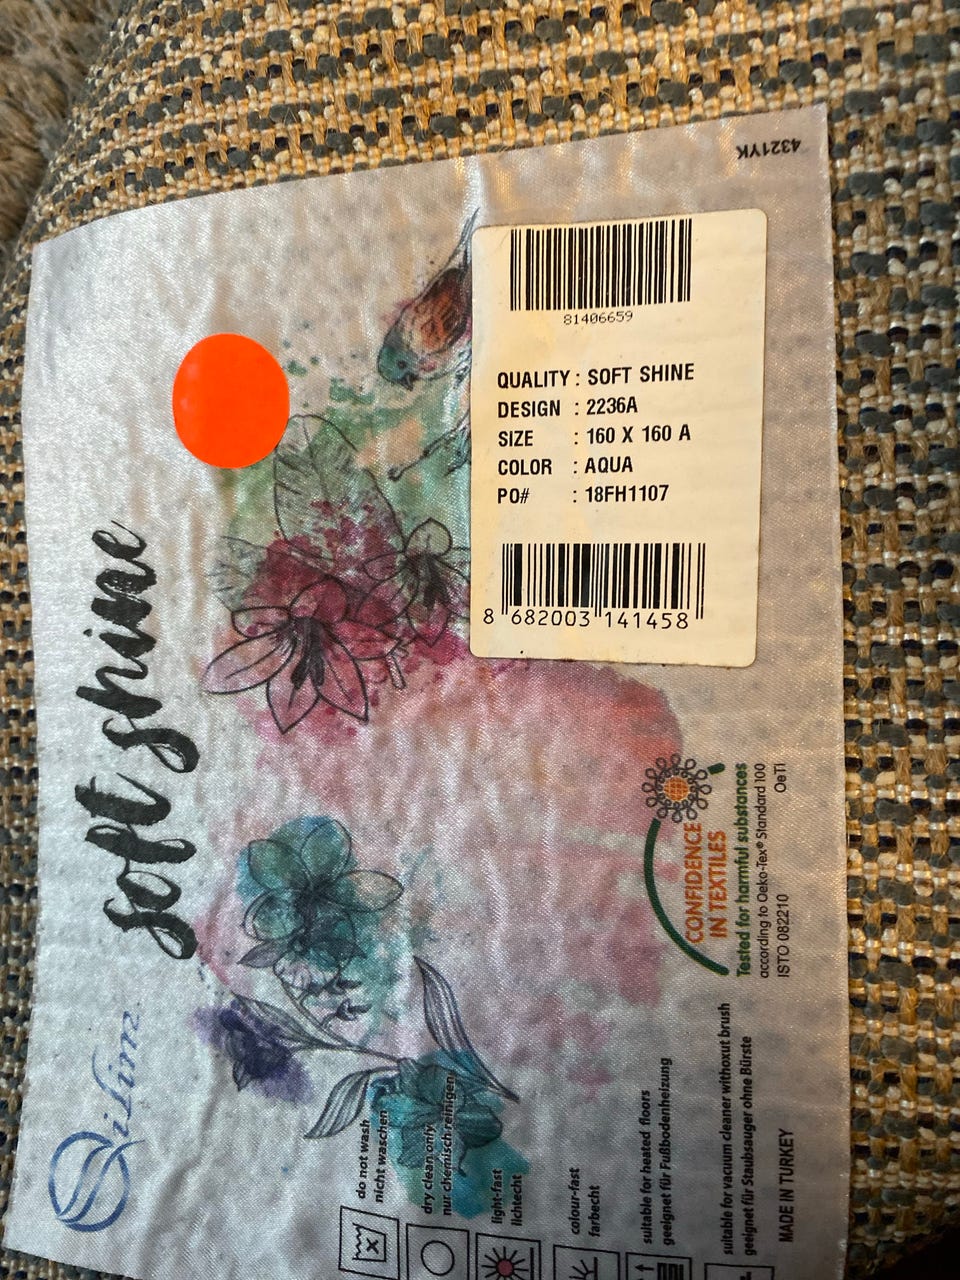 4321YK
81406659
QUALITY : SOFT SHINE
DESIGN : 2236A
SIZE : 160 X 160 A
COLOR : AQUA
PO# : 18FH1107
8 682003 141458
soft shine
CONFIDENCE
IN TEXTILES
Tested for harmful substances
according to Oeko-Tex® Standard 100
ISTO 082210 OeTI
do not wash
nicht waschen
dry clean only
nur chemisch reinigen
light-fast
lichtecht
colour-fast
farbecht
suitable for heated floors
geeignet für Fußbodenheizung
suitable for vacuum cleaner withoxut brush
geeignet für Staubsauger ohne Bürste
MADE IN TURKEY